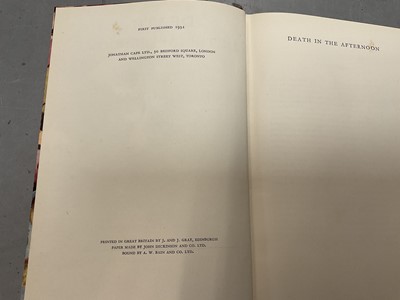 FIRST PUBLISHED 1932
JONATHAN CAPE LTD., 30 BEDFORD SQUARE, LONDON
AND WELLINGTON STREET WEST, TORONTO
PRINTED IN GREAT BRITAIN BY J. AND J. GRAY, EDINBURGH
PAPER MADE BY JOHN DICKINSON AND CO. LTD.
BOUND BY A. W. BAIN AND CO. LTD.
DEATH IN THE AFTERNOON